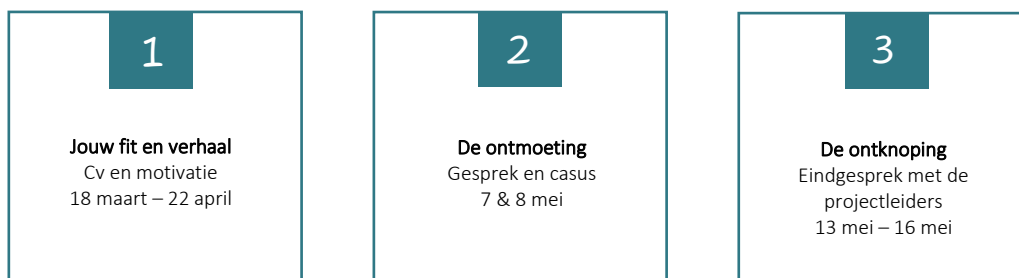 1
Jouw fit en verhaal
Cv en motivatie
18 maart – 22 april
2
De ontmoeting
Gesprek en casus
7 & 8 mei
3
De ontknoping
Eindgesprek met de
projectleiders
13 mei – 16 mei